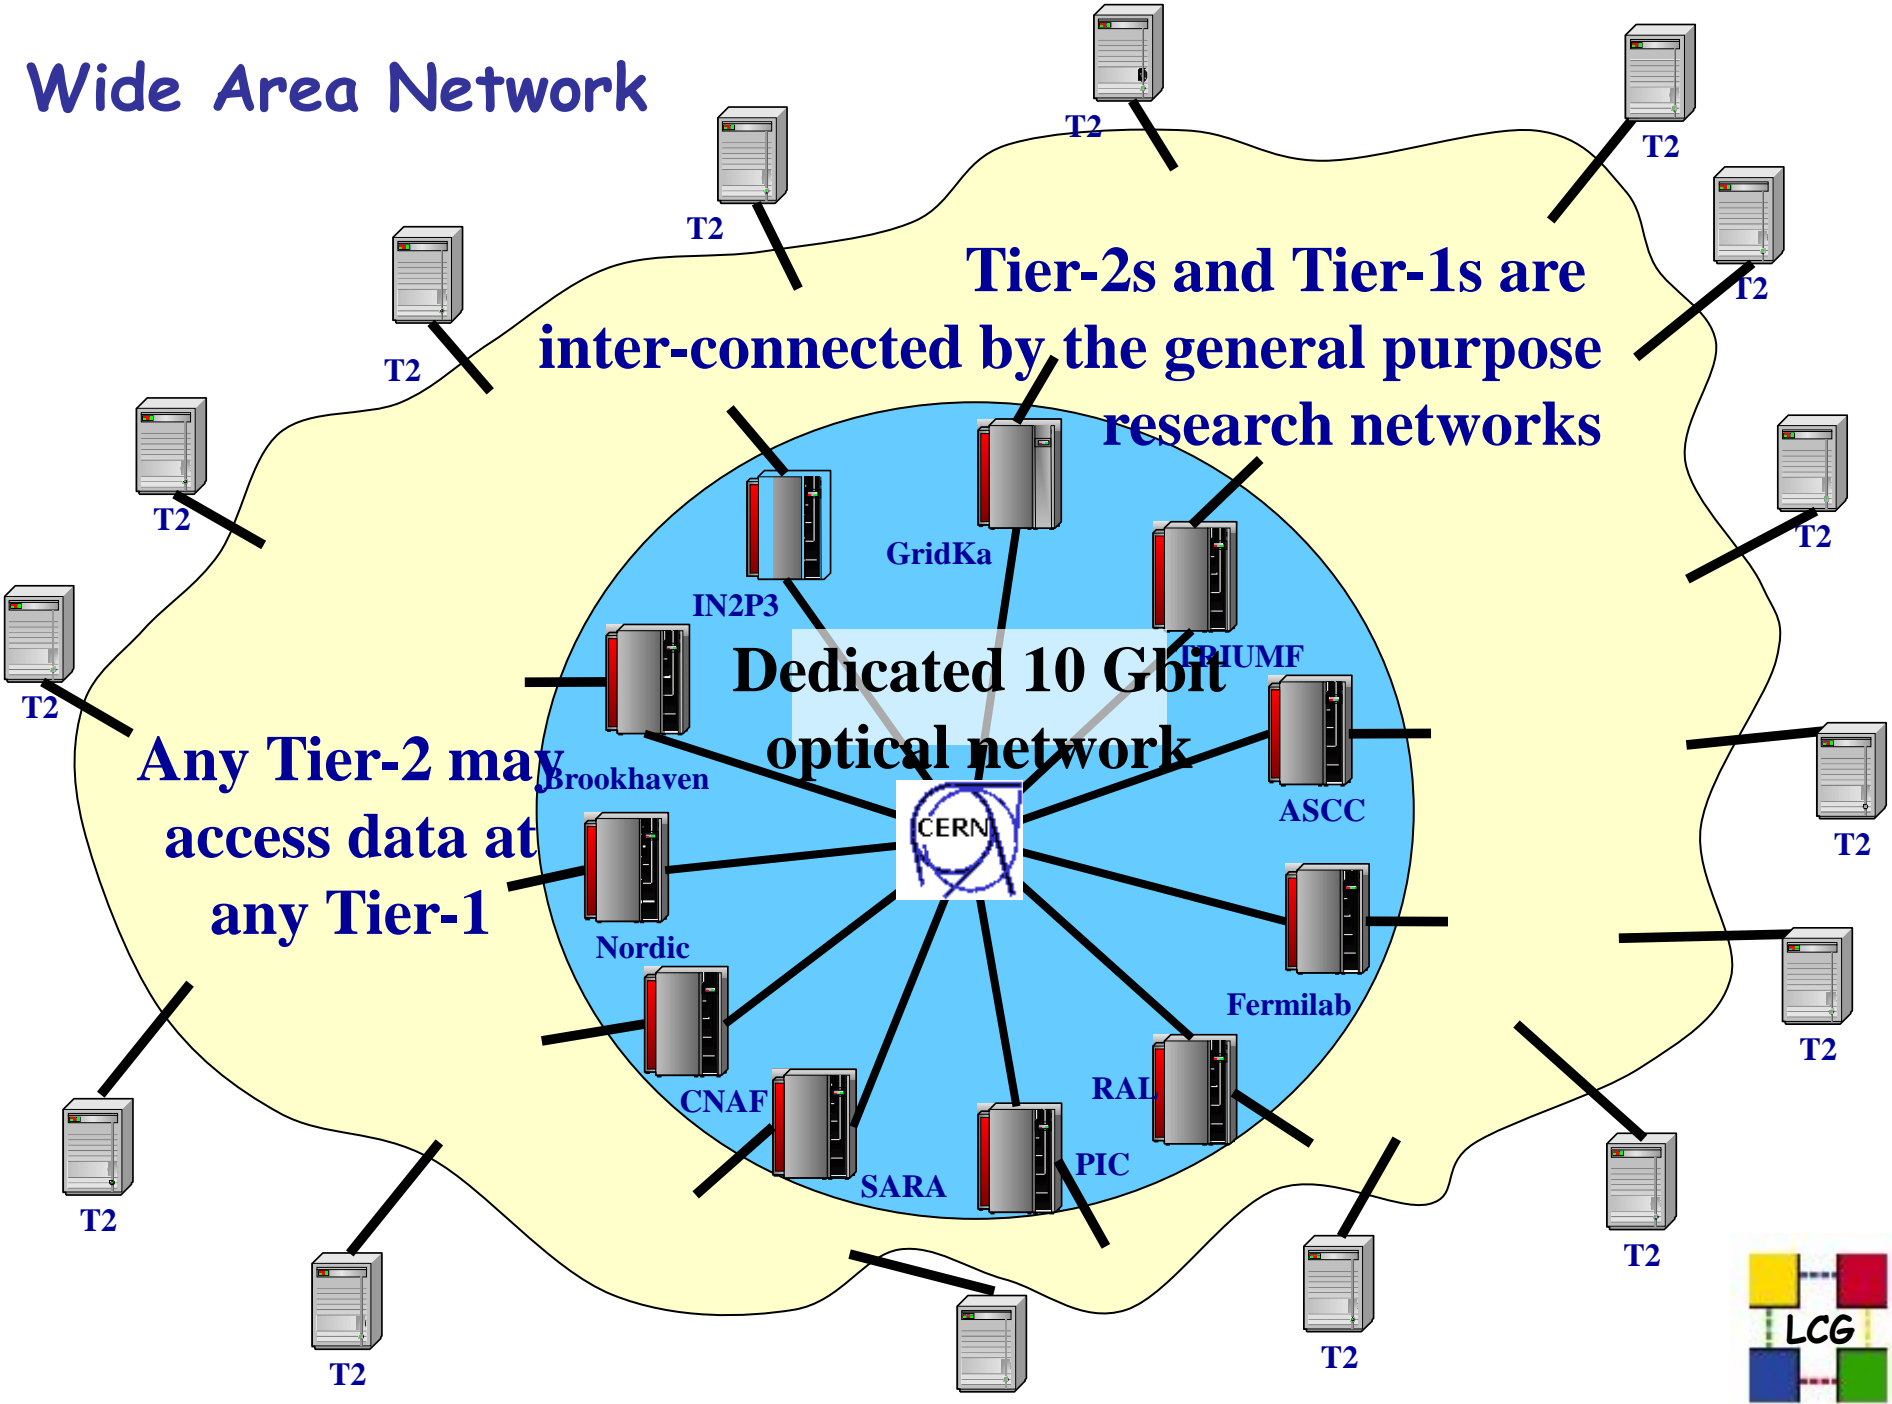 Wide Area Network
T2
T2
T2
T2
T2
T2
Tier-2s and Tier-1s are
inter-connected by the general purpose
research networks
T2
T2
T2
GridKa
IN2P3
TRIUMF
Dedicated 10 Gbit
optical network
Any Tier-2 may
access data at
any Tier-1
Brookhaven
ASCC
CERN
T2
Nordic
Fermilab
T2
CNAF
RAL
PIC
SARA
T2
T2
T2
T2
LCG